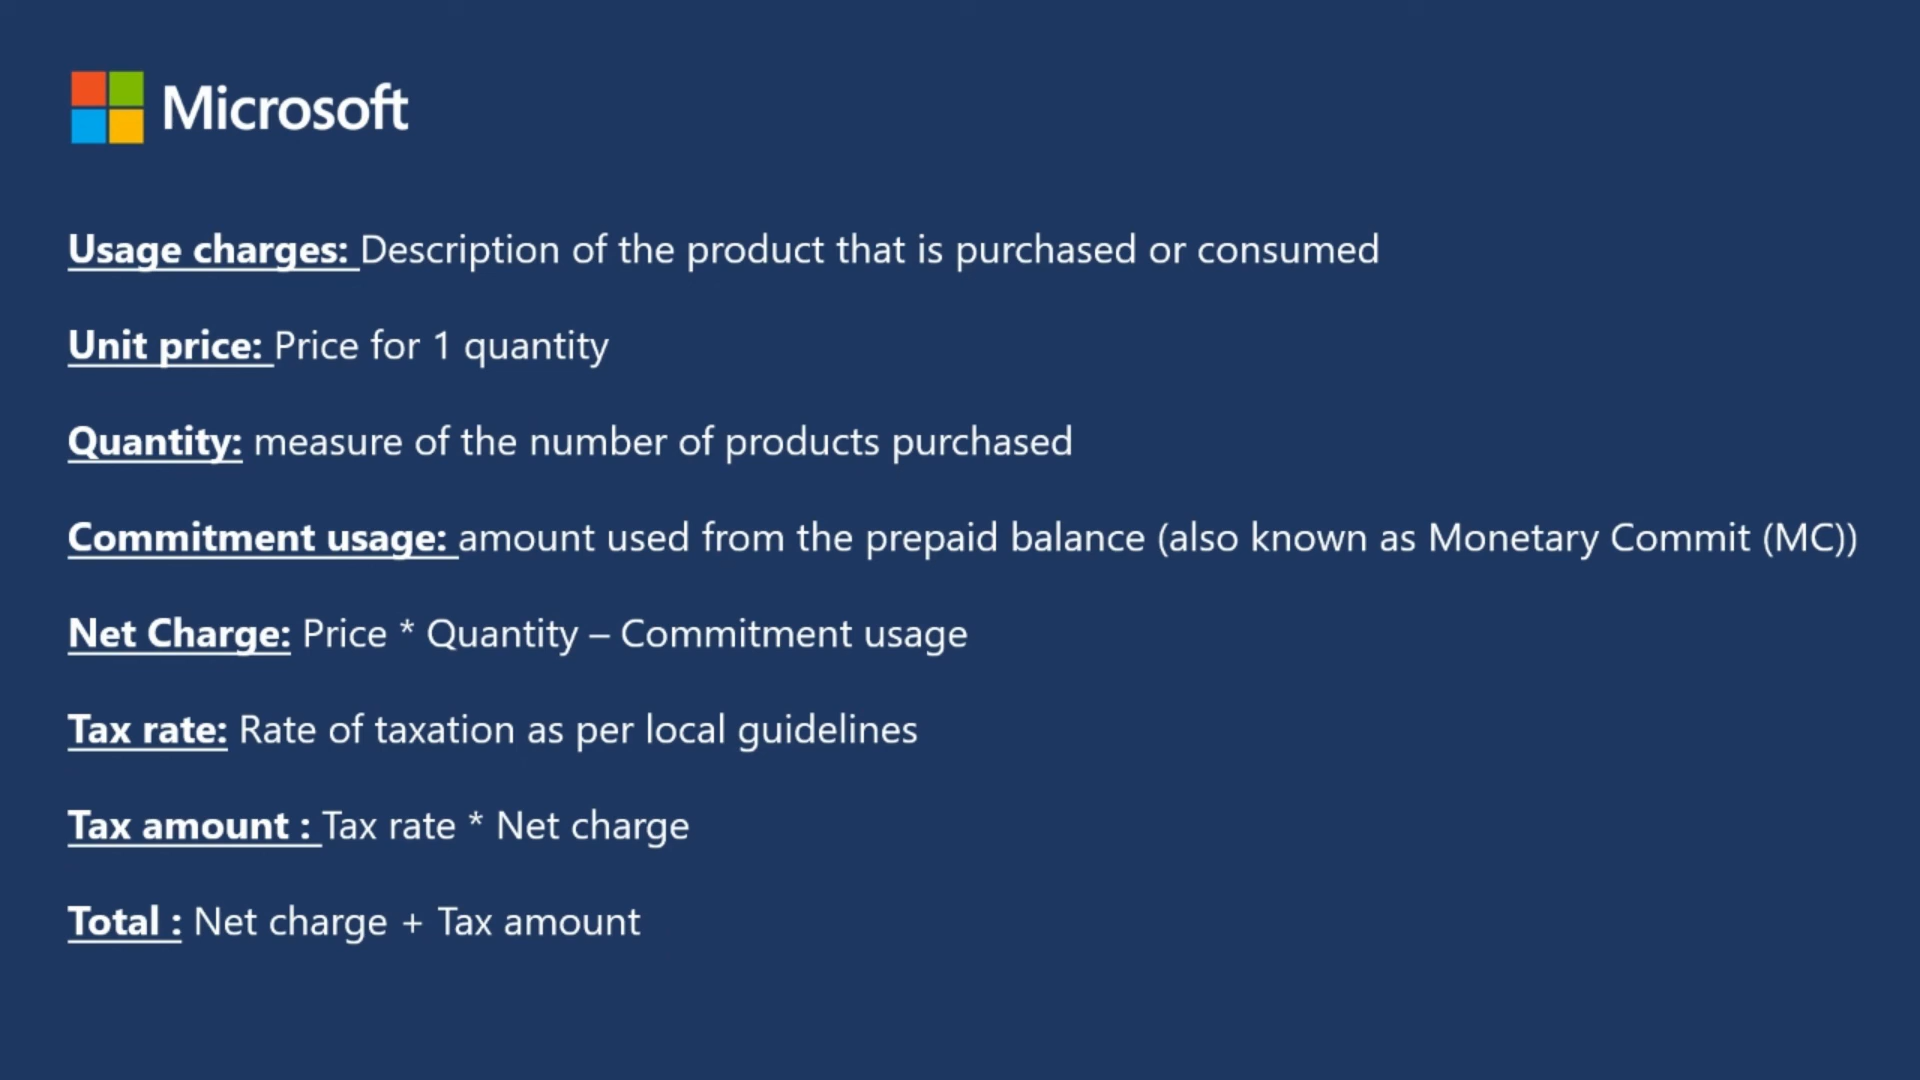 Microsoft
Usage charges: Description of the product that is purchased or consumed
Unit price: Price for 1 quantity
Quantity: measure of the number of products purchased
Commitment usage: amount used from the prepaid balance (also known as Monetary Commit (MC))
Net Charge: Price * Quantity – Commitment usage
Tax rate: Rate of taxation as per local guidelines
Tax amount : Tax rate * Net charge
Total : Net charge + Tax amount